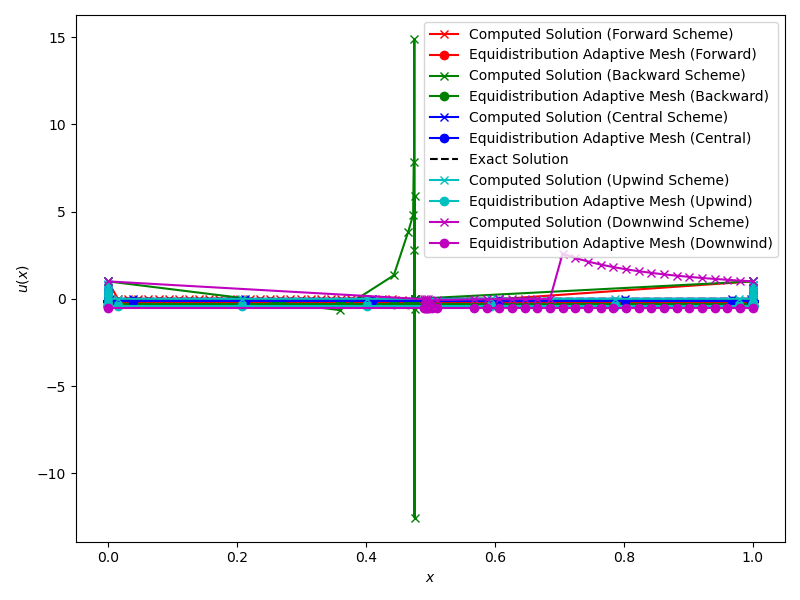 Computed Solution (Forward Scheme)
Equidistribution Adaptive Mesh (Forward)
Computed Solution (Backward Scheme)
Equidistribution Adaptive Mesh (Backward)
Computed Solution (Central Scheme)
Equidistribution Adaptive Mesh (Central)
Exact Solution
Computed Solution (Upwind Scheme)
Equidistribution Adaptive Mesh (Upwind)
Computed Solution (Downwind Scheme)
Equidistribution Adaptive Mesh (Downwind)
u(x)
15
10
5
0
−5
−10
0.0 0.2 0.4 0.6 0.8 1.0
x